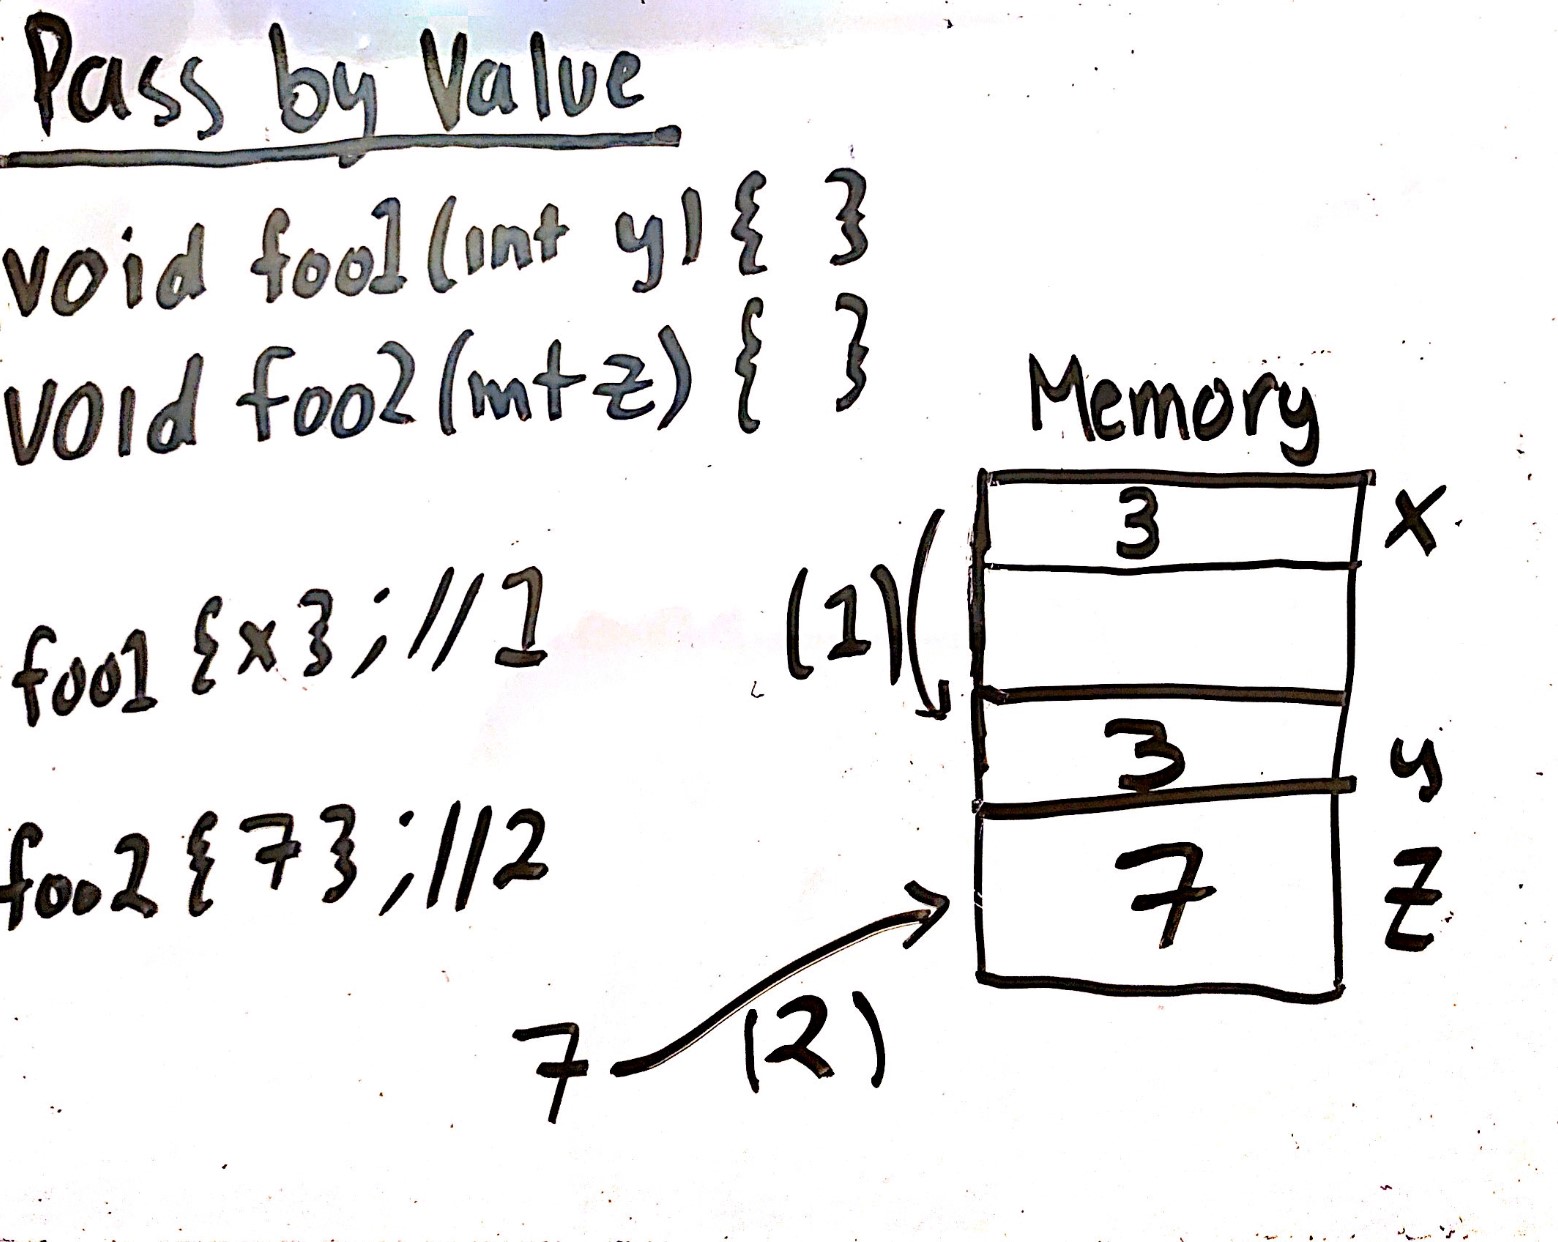 Pass by Value
void foo1(int y) { }
void foo2(int z) { }
foo1 {x}; //1
foo2 {7}; //2
7
(2)
Memory
(1)
3 x
3 y
7 z